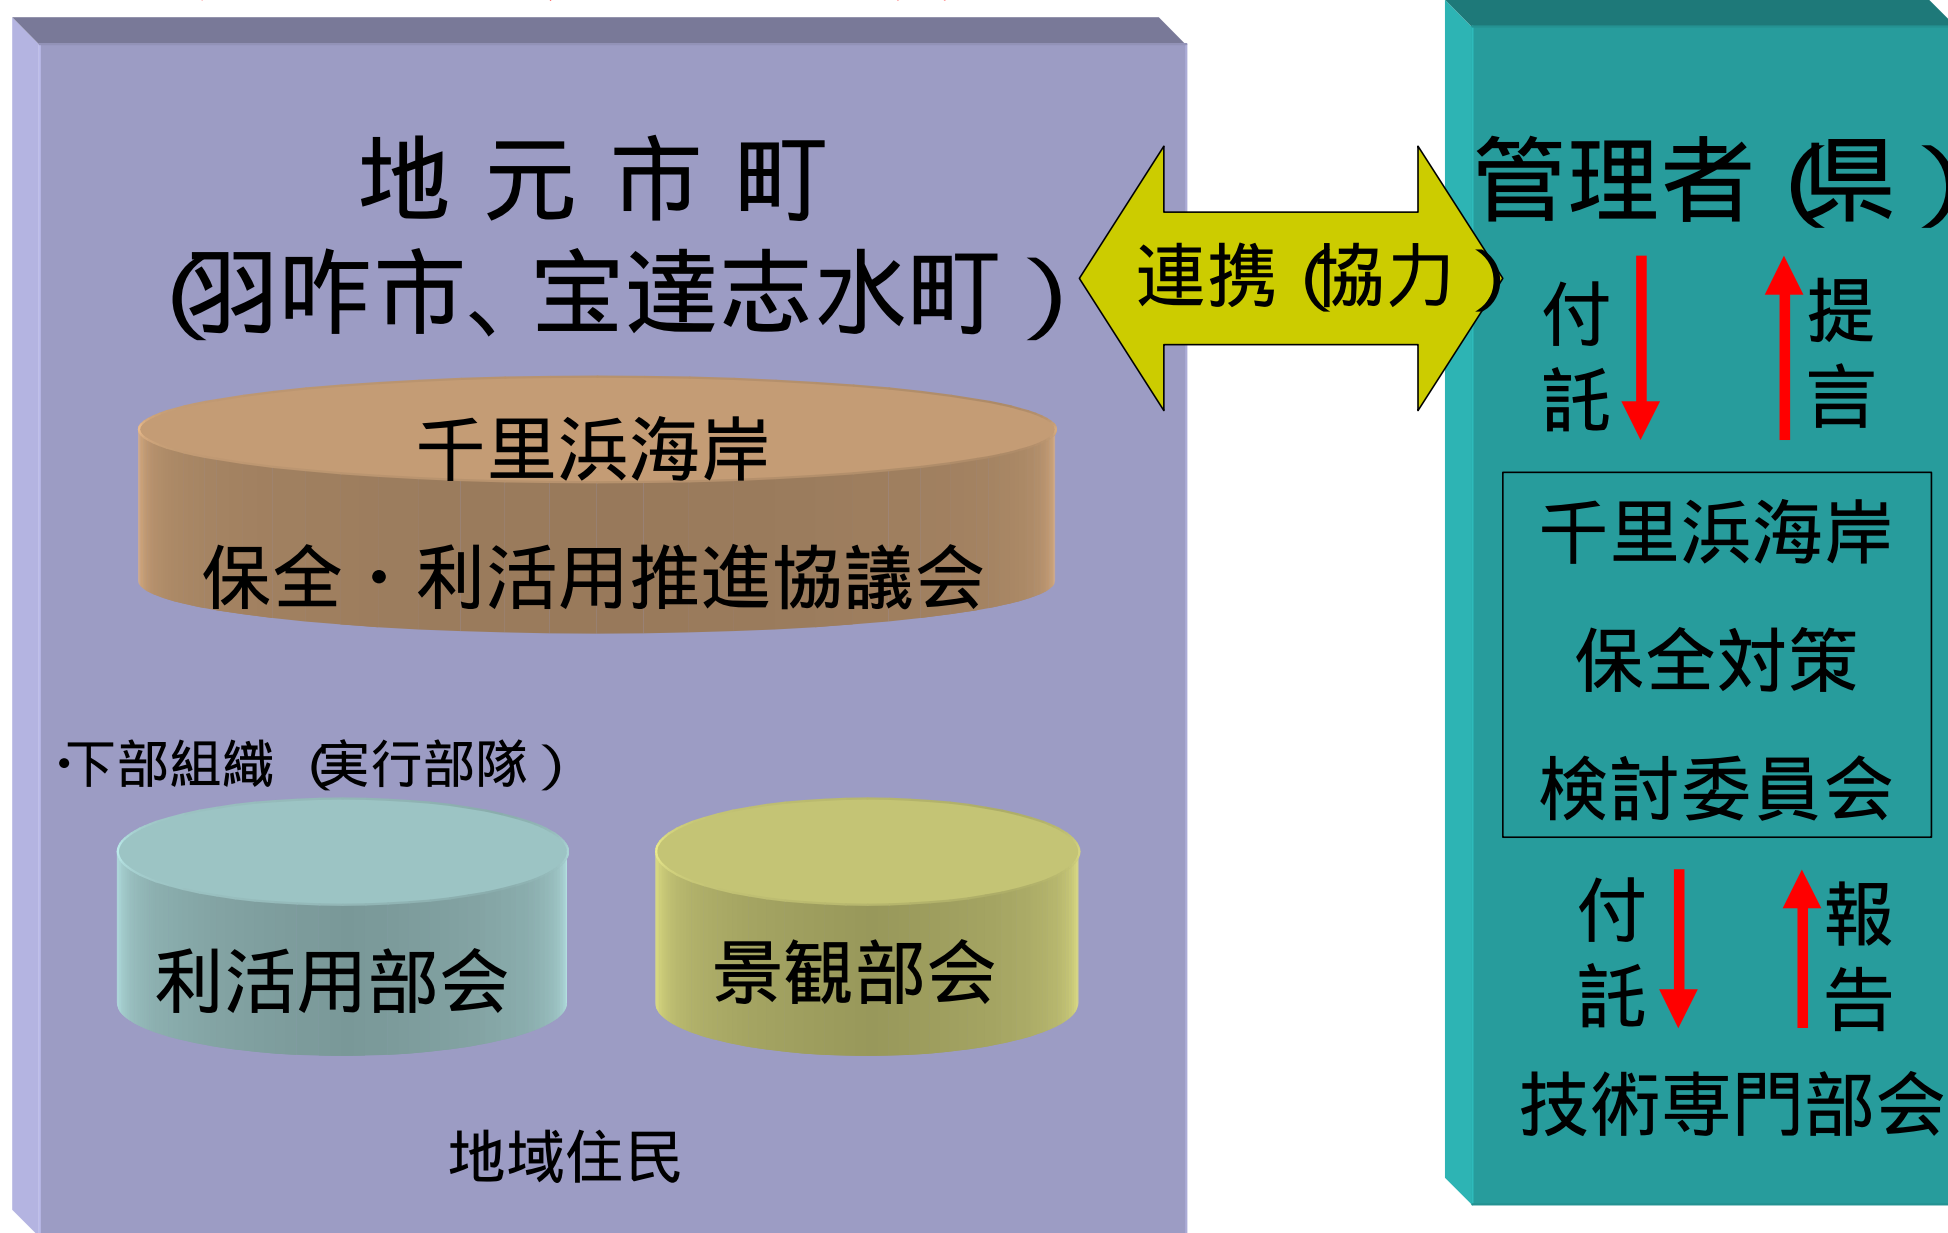 地元市町
(羽咋市、宝達志水町)
千里浜海岸
保全・利活用推進協議会
・下部組織(実行部隊)
利活用部会
景観部会
地域住民
連携(協力)
管理者(県)
付託
提言
千里浜海岸
保全対策
検討委員会
付託
報告
技術専門部会